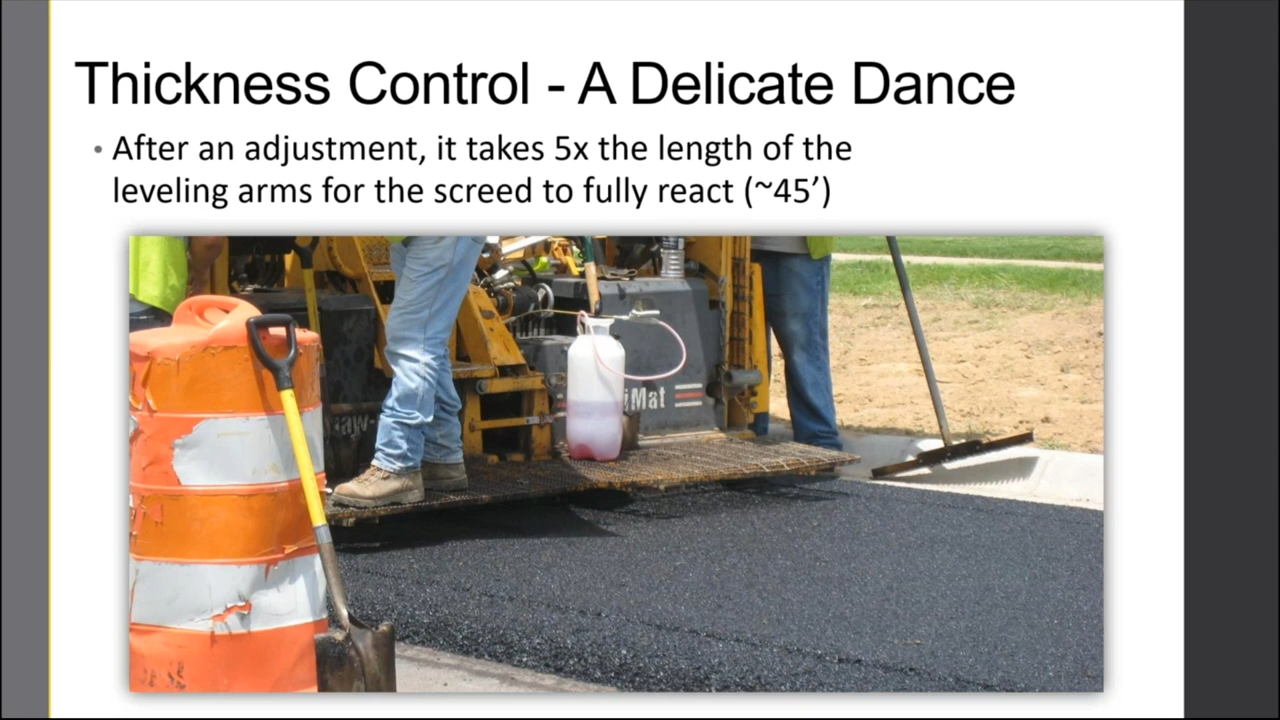 Thickness Control - A Delicate Dance
• After an adjustment, it takes 5x the length of the
leveling arms for the screed to fully react (~45’)
iMat
aw-